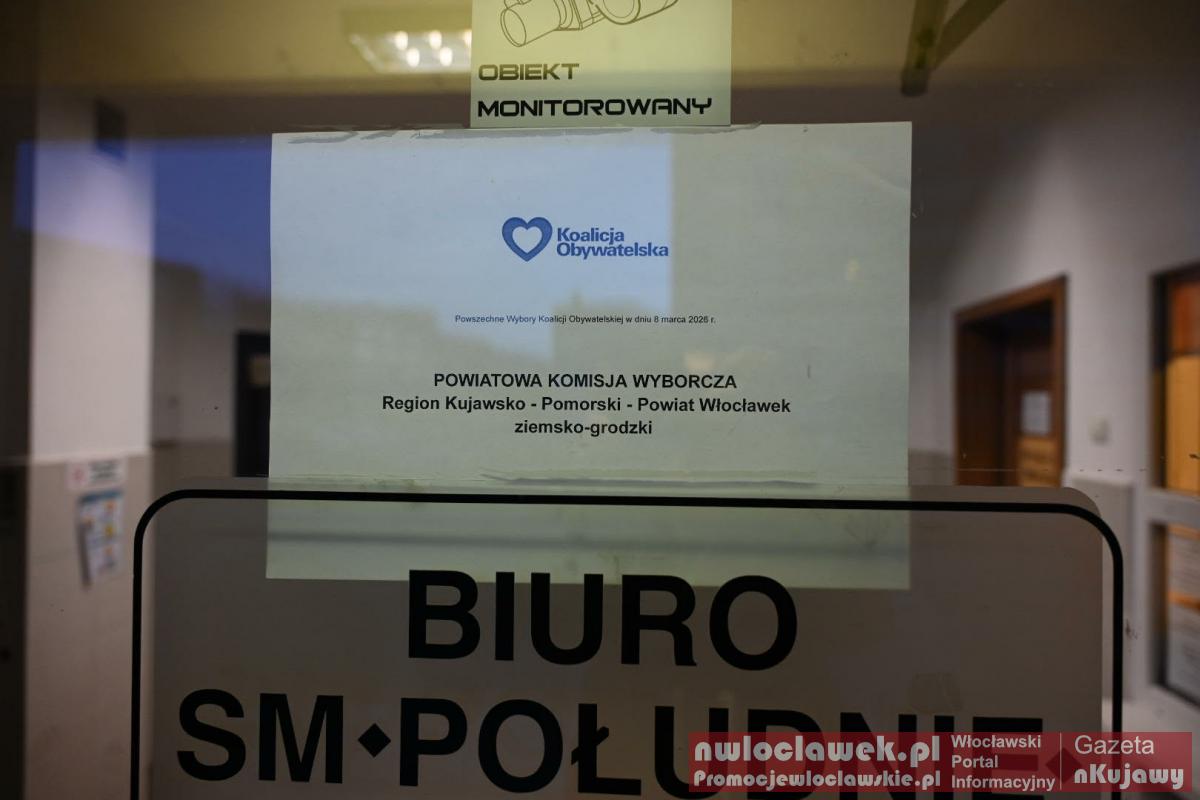 OBIEKT
MONITOROWANY
Koalicja
Obywatelska
Powszechne Wybory Koalicji Obywatelskiej w dniu 8 marca 2026 r.
POWIATOWA KOMISJA WYBORCZA
Region Kujawsko - Pomorski - Powiat Włocławek
ziemsko-grodzki
BIURO
SM◆POŁUDNIE
nwloclawek.pl
Promocjewloclawskie.pl
Włocławski
Portal
Informacyjny
Gazeta
nKujawy